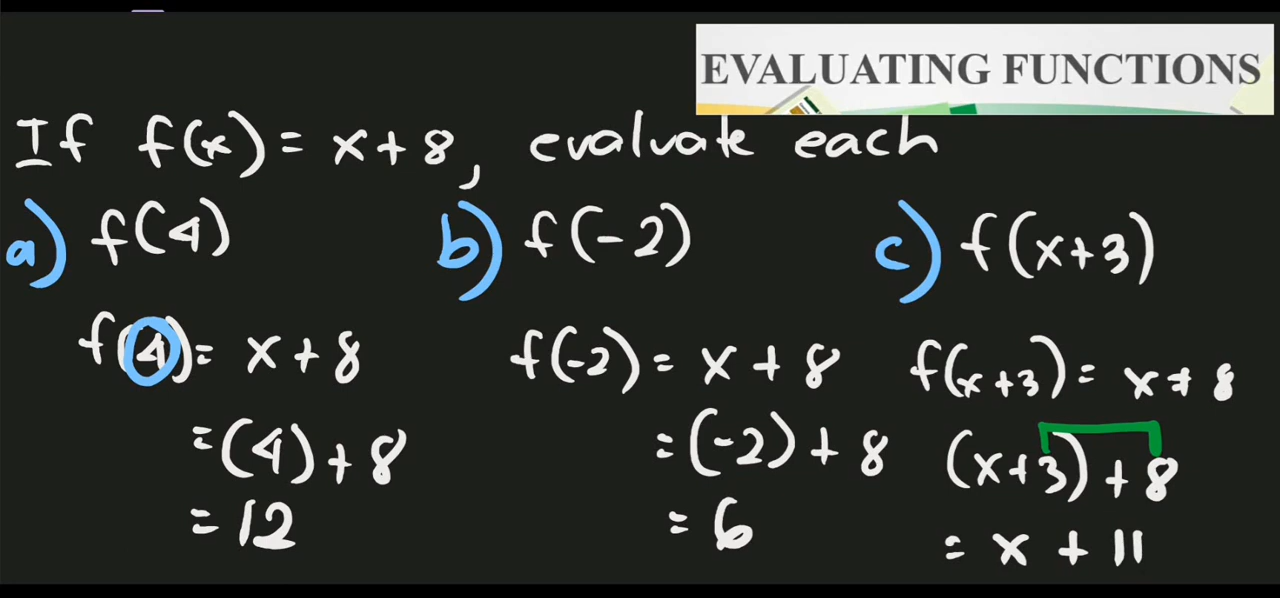 EVALUATING FUNCTIONS
If f(x) = x + 8, evaluate each
a) f(4)
f(4) = x + 8
= (4) + 8
= 12
b) f(-2)
f(-2) = x + 8
= (-2) + 8
= 6
c) f(x+3)
f(x+3) = x + 8
(x+3) + 8
= x + 11